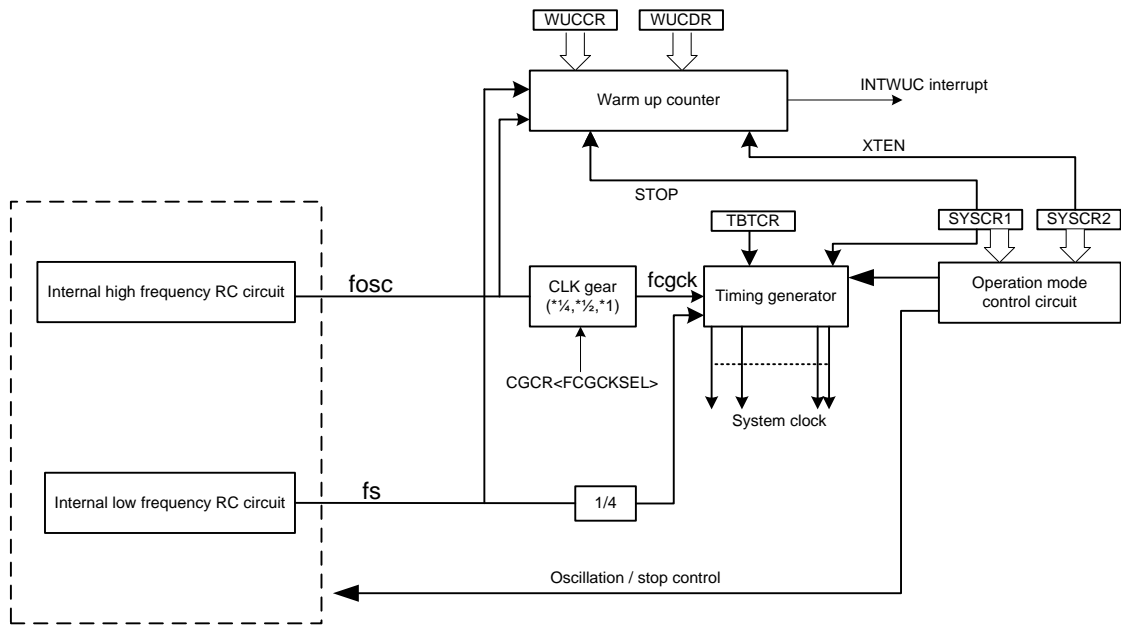 WUCCR
WUCDR
Warm up counter
INTWUC interrupt
XTEN
STOP
TBTCR
SYSCR1
SYSCR2
Internal high frequency RC circuit
fosc
CLK gear
(*¼,*½,*1)
fcgck
Timing generator
Operation mode
control circuit
CGCR<FCGCKSEL>
System clock
Internal low frequency RC circuit
fs
1/4
Oscillation / stop control